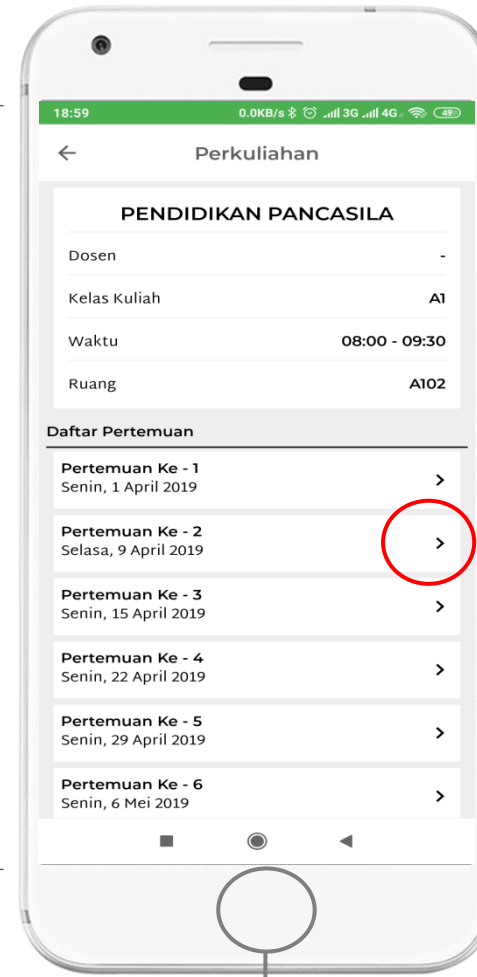 18:59 0.0KB/s 3G 4G 49
Perkuliahan
PENDIDIKAN PANCASILA
Dosen -
Kelas Kuliah A1
Waktu 08:00 - 09:30
Ruang A102
Daftar Pertemuan
Pertemuan Ke - 1
Senin, 1 April 2019
Pertemuan Ke - 2
Selasa, 9 April 2019
Pertemuan Ke - 3
Senin, 15 April 2019
Pertemuan Ke - 4
Senin, 22 April 2019
Pertemuan Ke - 5
Senin, 29 April 2019
Pertemuan Ke - 6
Senin, 6 Mei 2019